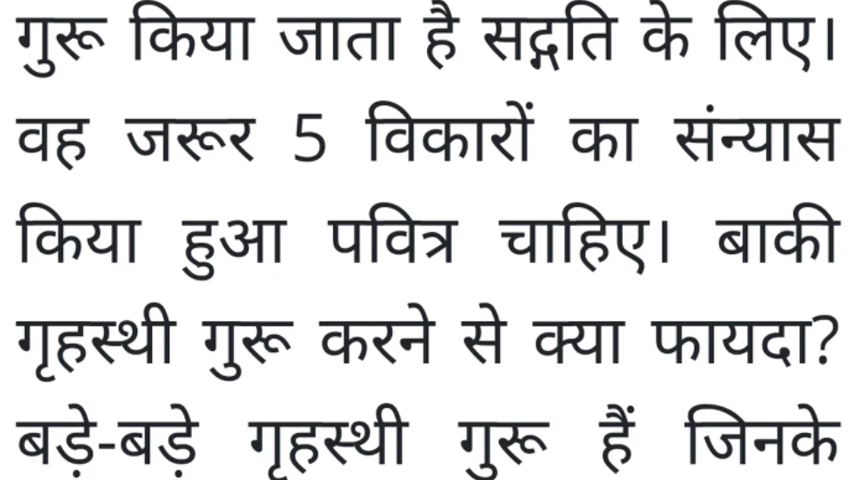 गुरू किया जाता है सद्गति के लिए।
वह जरूर 5 विकारों का संन्यास
किया हुआ पवित्र चाहिए। बाकी
गृहस्थी गुरू करने से क्या फायदा?
बड़े-बड़े गृहस्थी गुरू हैं जिनके